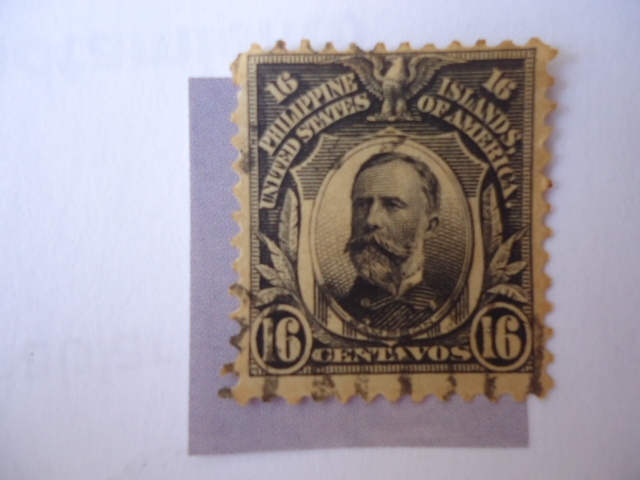 16 16
PHILIPPINE ISLANDS,
UNITED STATES OF AMERICA.
16 CENTAVOS 16